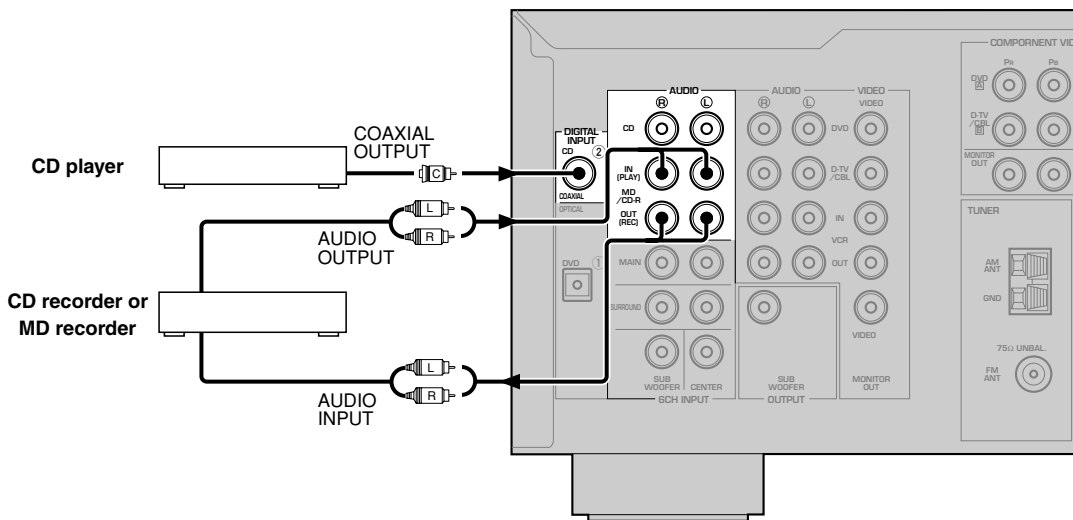 CD player
COAXIAL
OUTPUT
C
L
R
AUDIO
OUTPUT
CD recorder or
MD recorder
L
R
AUDIO
INPUT
DIGITAL
INPUT
CD
②
COAXIAL
OPTICAL
DVD
①
AUDIO
R L
CD
IN
(PLAY)
MD
/CD-R
OUT
(REC)
MAIN
SURROUND
SUB
WOOFER
CENTER
6CH INPUT
AUDIO
R L
VIDEO
VIDEO
DVD
D-TV
/CBL
IN
VCR
OUT
VIDEO
SUB
WOOFER
OUTPUT
MONITOR
OUT
COMPORNENT VID
PR PB
DVD
A
D-TV
/CBL
B
MONITOR
OUT
TUNER
AM
ANT
GND
75Ω UNBAL.
FM
ANT